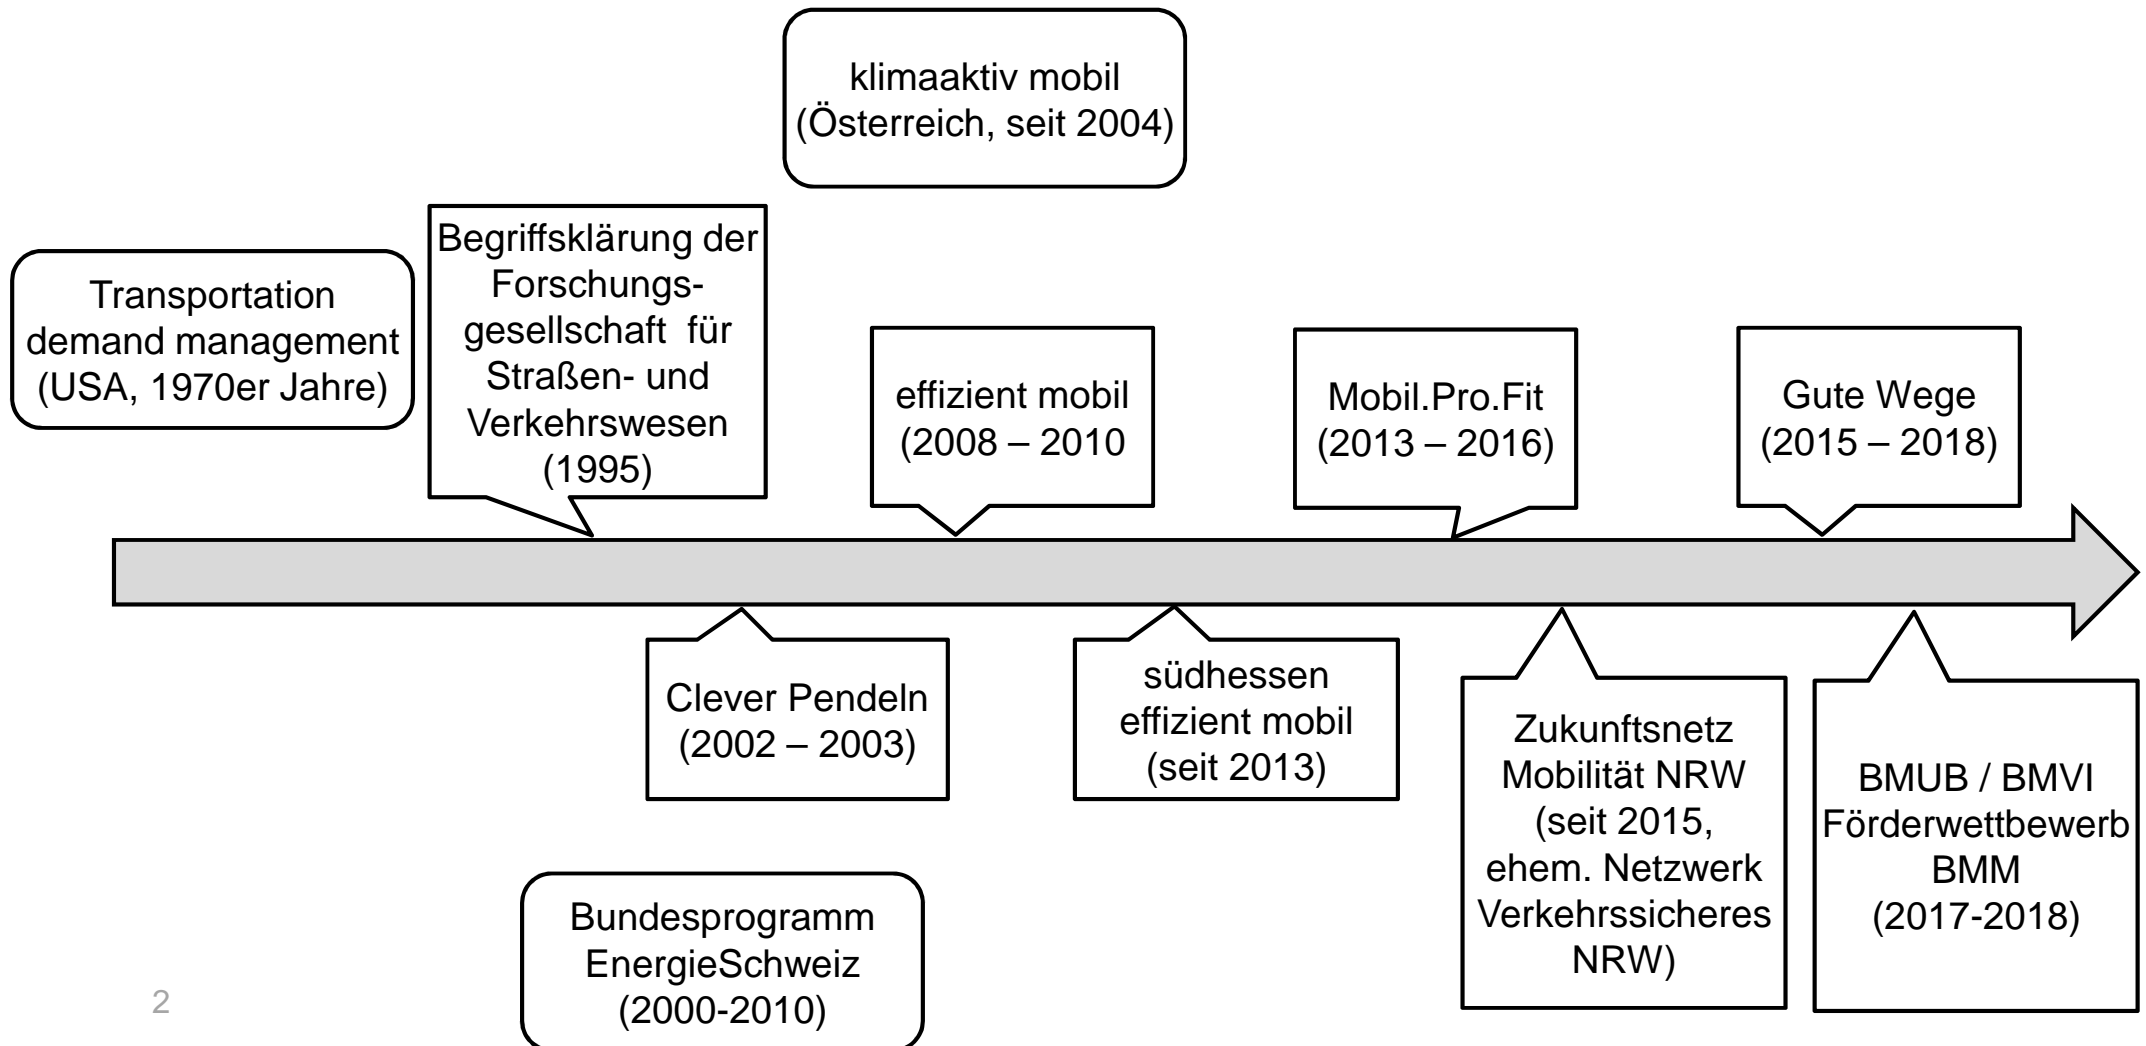 klimaaktiv mobil
(Österreich, seit 2004)
Transportation
demand management
(USA, 1970er Jahre)
Begriffsklärung der
Forschungs-
gesellschaft  für
Straßen- und
Verkehrswesen
(1995)
effizient mobil
(2008 – 2010
Mobil.Pro.Fit
(2013 – 2016)
Gute Wege
(2015 – 2018)
Clever Pendeln
(2002 – 2003)
südhessen
effizient mobil
(seit 2013)
Zukunftsnetz
Mobilität NRW
(seit 2015,
ehem. Netzwerk
Verkehrssicheres
NRW)
BMUB / BMVI
Förderwettbewerb
BMM
(2017-2018)
Bundesprogramm
EnergieSchweiz
(2000-2010)
2